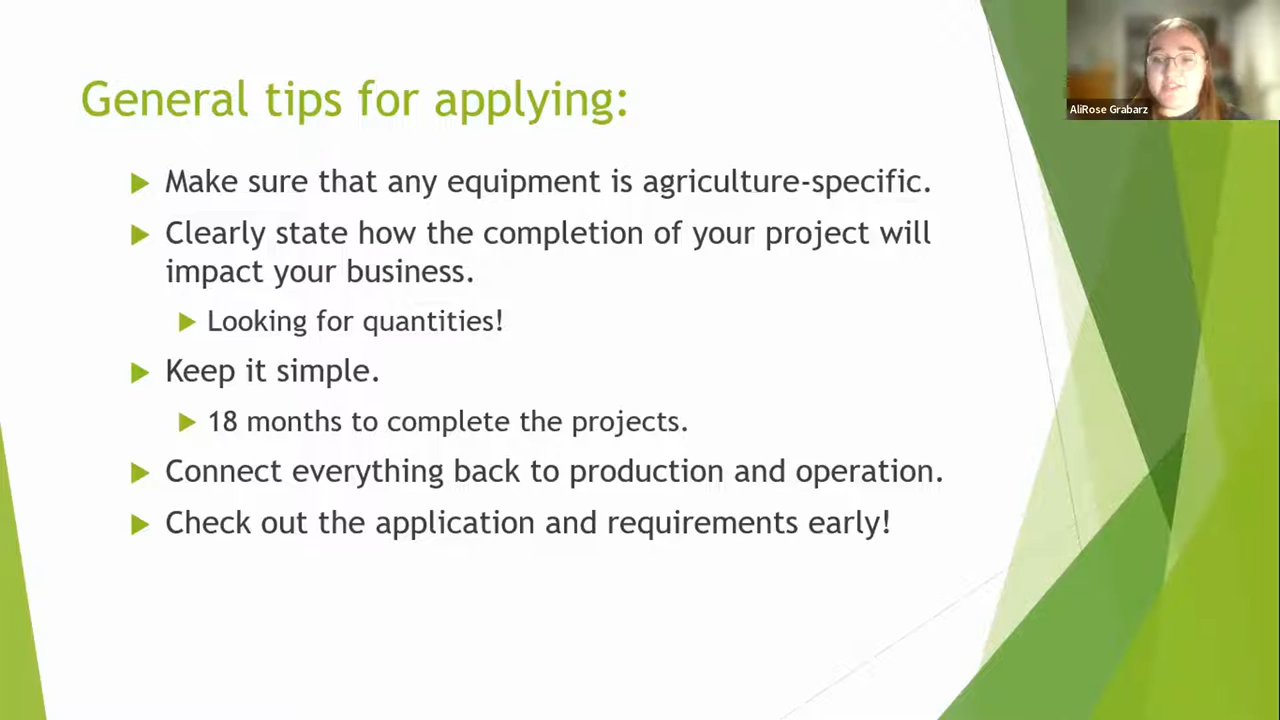 General tips for applying:
Make sure that any equipment is agriculture-specific.
Clearly state how the completion of your project will
impact your business.
Looking for quantities!
Keep it simple.
18 months to complete the projects.
Connect everything back to production and operation.
Check out the application and requirements early!
AliRose Grabarz